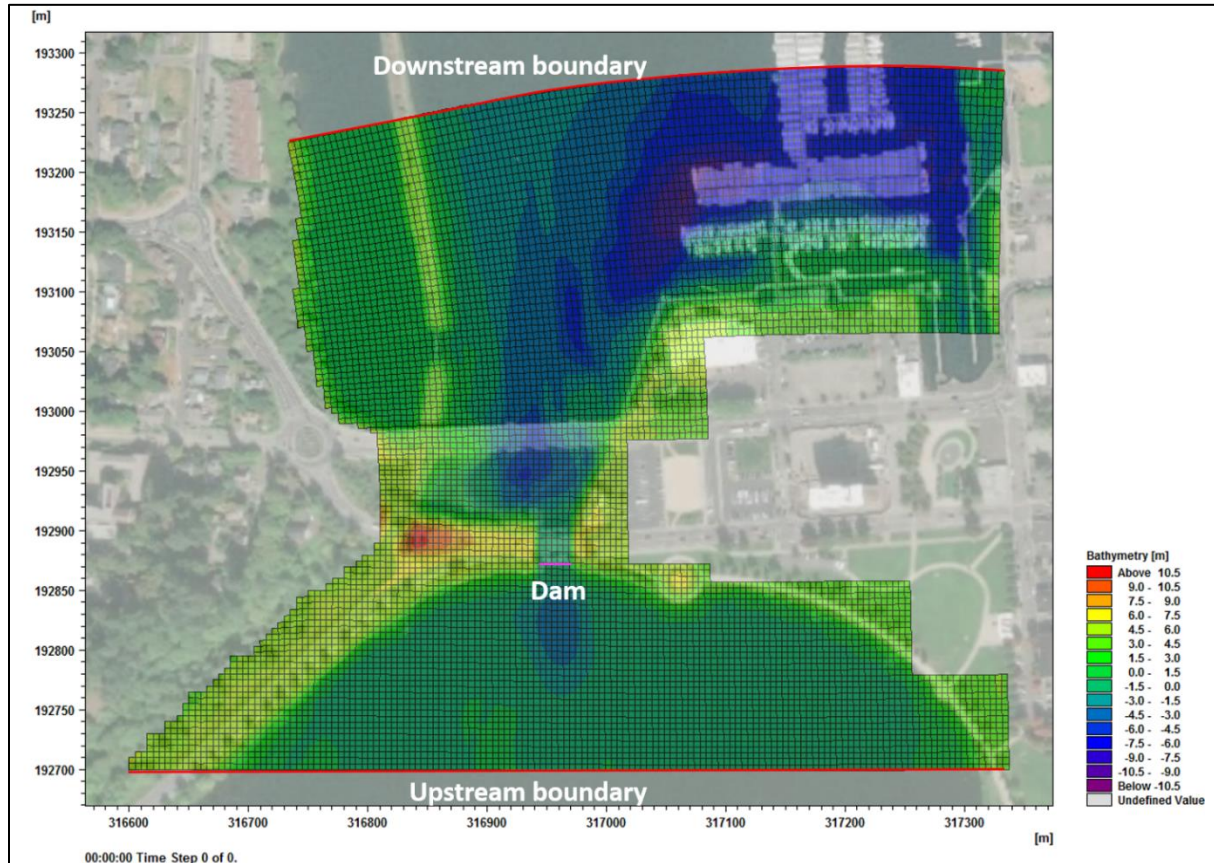 [m]
193300
Downstream boundary
193250
193200
193150
193100
193050
193000
192950
192900
Dam
192850
192800
192750
192700
Upstream boundary
316600 316700 316800 316900 317000 317100 317200 317300
[m]
00:00:00 Time Step 0 of 0.
Bathymetry [m]
Above 10.5
9.0 - 10.5
7.5 - 9.0
6.0 - 7.5
4.5 - 6.0
3.0 - 4.5
1.5 - 3.0
0.0 - 1.5
-1.5 - 0.0
-3.0 - -1.5
-4.5 - -3.0
-6.0 - -4.5
-7.5 - -6.0
-9.0 - -7.5
-10.5 - -9.0
Below -10.5
Undefined Value